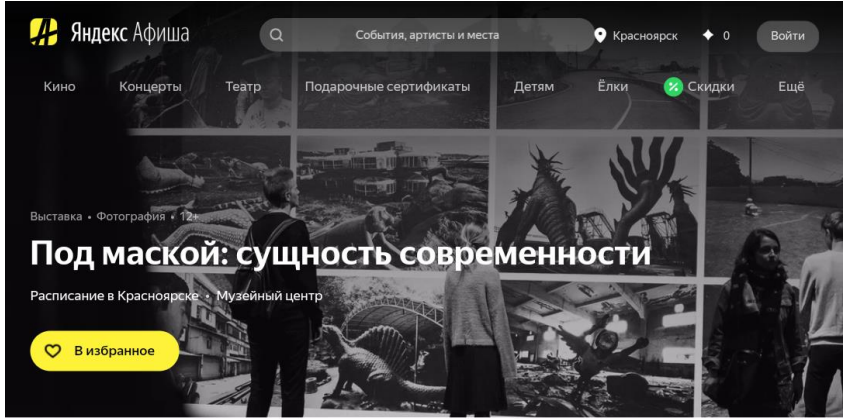 Яндекс Афиша
События, артисты и места
Красноярск
0
Войти
Кино
Концерты
Театр
Подарочные сертификаты
Детям
Ёлки
% Скидки
Ещё
Выставка • Фотография • 12+
Под маской: сущность современности
Расписание в Красноярске • Музейный центр
В избранное